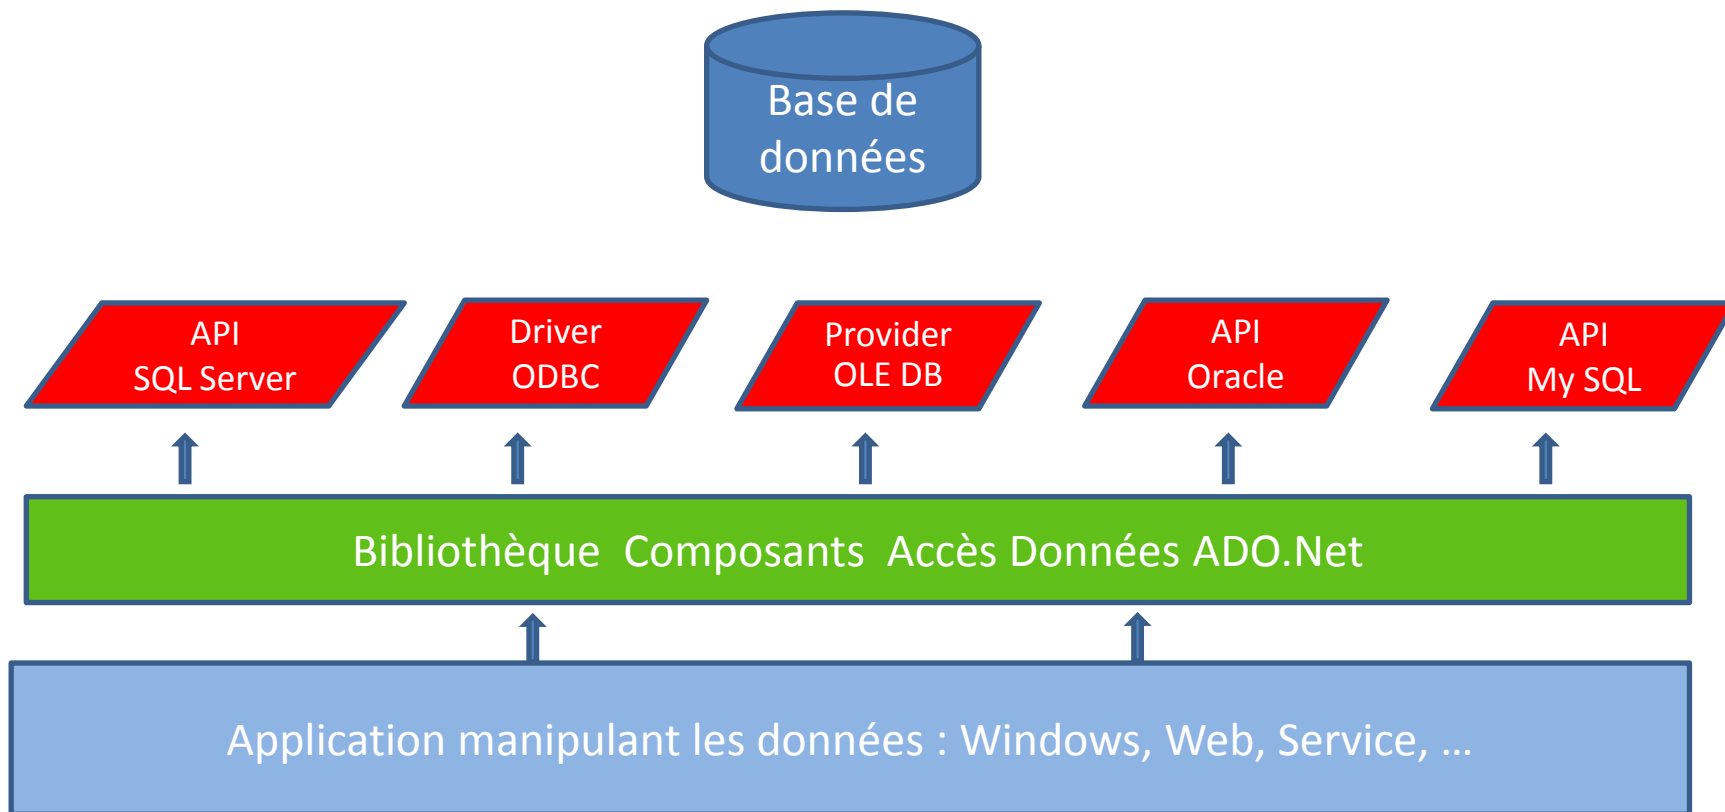 Base de
données
API
SQL Server
Driver
ODBC
Provider
OLE DB
API
Oracle
API
My SQL
Bibliothèque Composants Accès Données ADO.Net
Application manipulant les données : Windows, Web, Service, ...